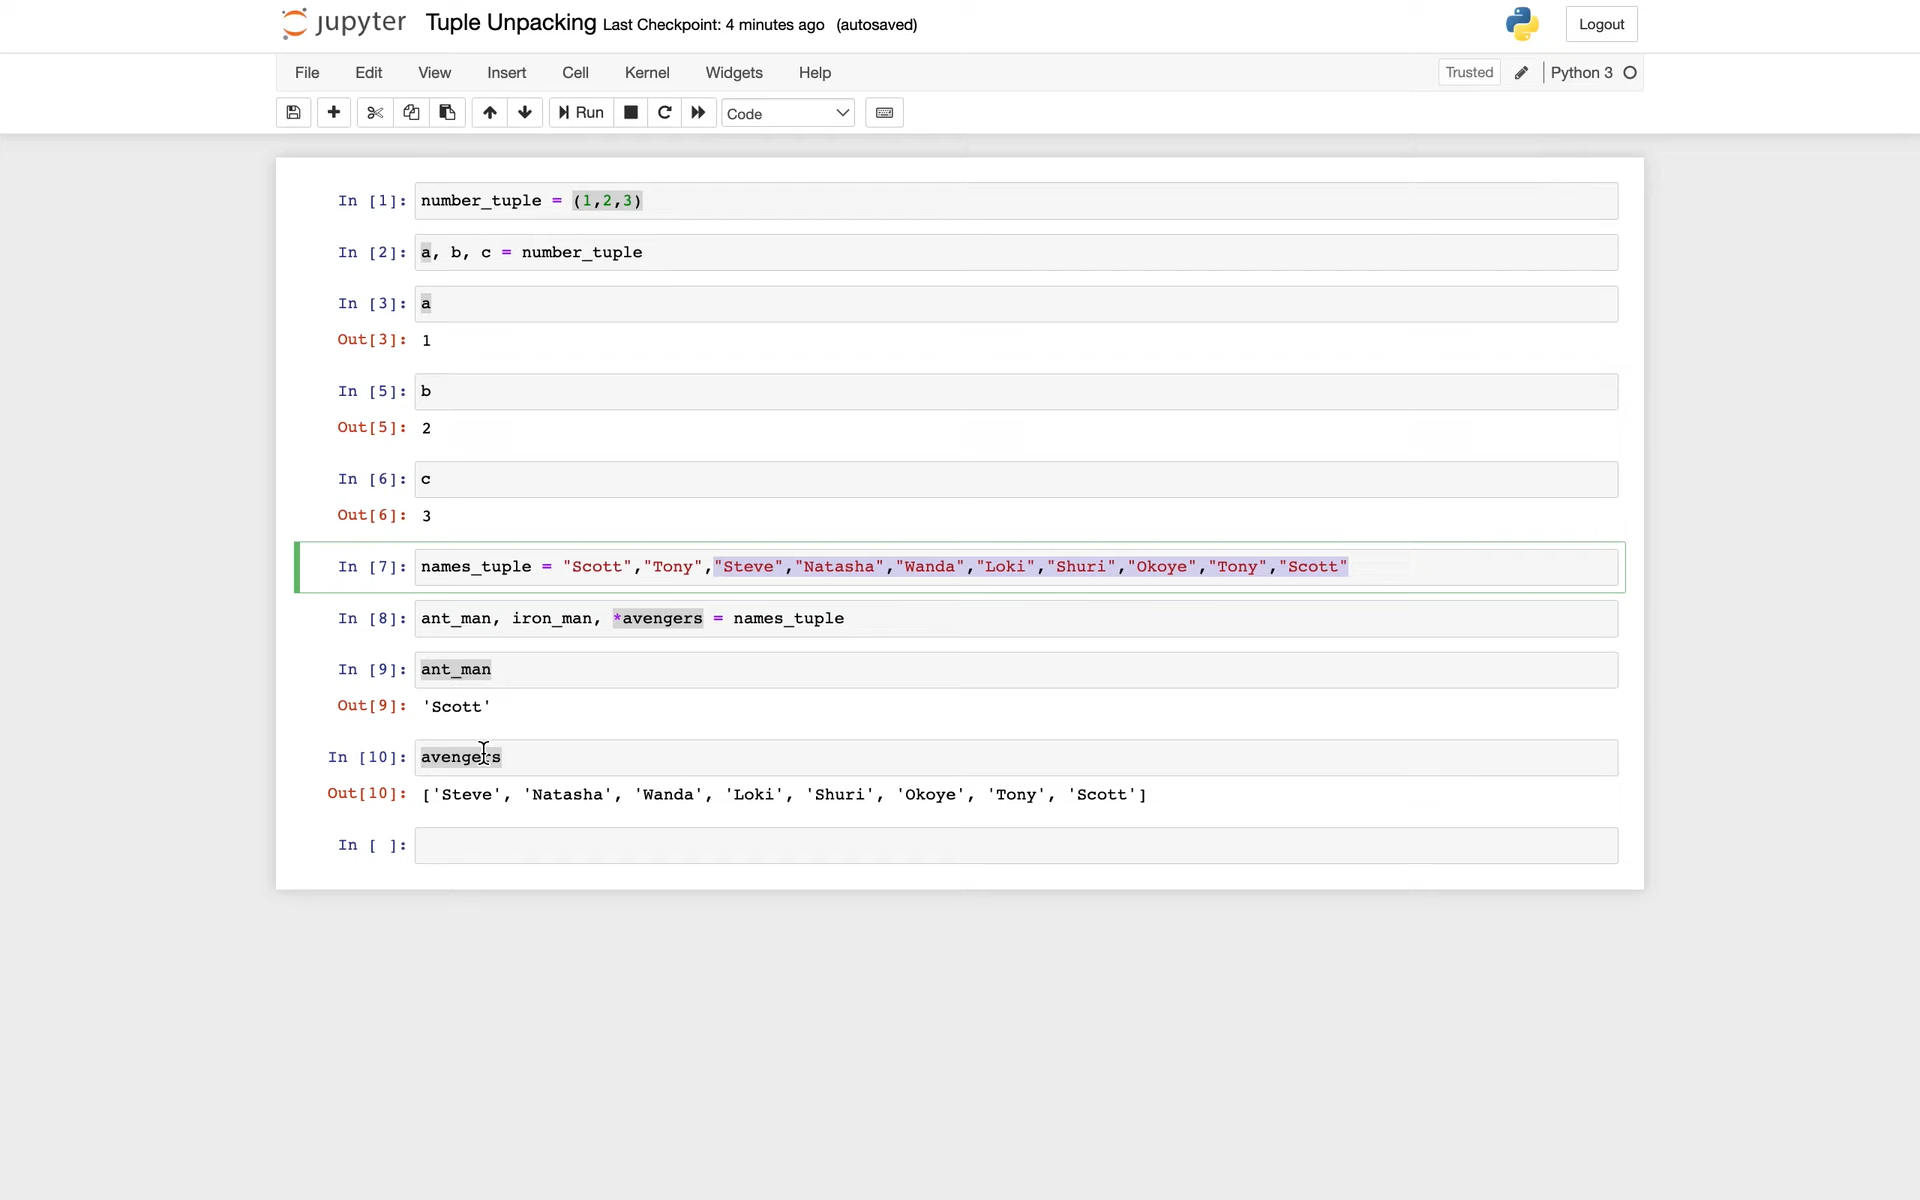 jupyter Tuple Unpacking Last Checkpoint: 4 minutes ago (autosaved) Logout
File Edit View Insert Cell Kernel Widgets Help Trusted Python 3
Run Code
In [1]: number_tuple = (1,2,3)
In [2]: a, b, c = number_tuple
In [3]: a
Out[3]: 1
In [5]: b
Out[5]: 2
In [6]: c
Out[6]: 3
In [7]: names_tuple = "Scott","Tony","Steve","Natasha","Wanda","Loki","Shuri","Okoye","Tony","Scott"
In [8]: ant_man, iron_man, *avengers = names_tuple
In [9]: ant_man
Out[9]: 'Scott'
In [10]: avengers
Out[10]: ['Steve', 'Natasha', 'Wanda', 'Loki', 'Shuri', 'Okoye', 'Tony', 'Scott']
In [ ]: